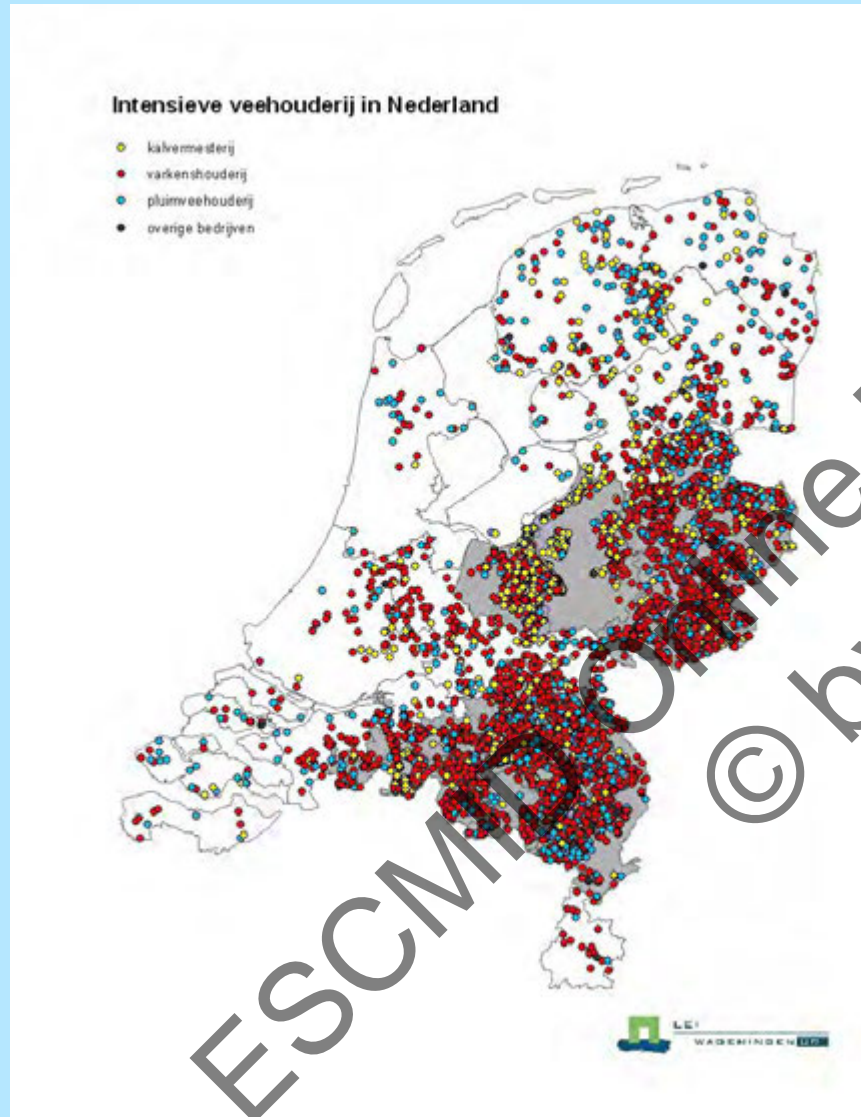 Intensieve veehouderij in Nederland
kalvermesterij
varkenshouderij
pluimveehouderij
overige bedrijven
ESCMID Online
© by
LEI
WAGENINGEN UR